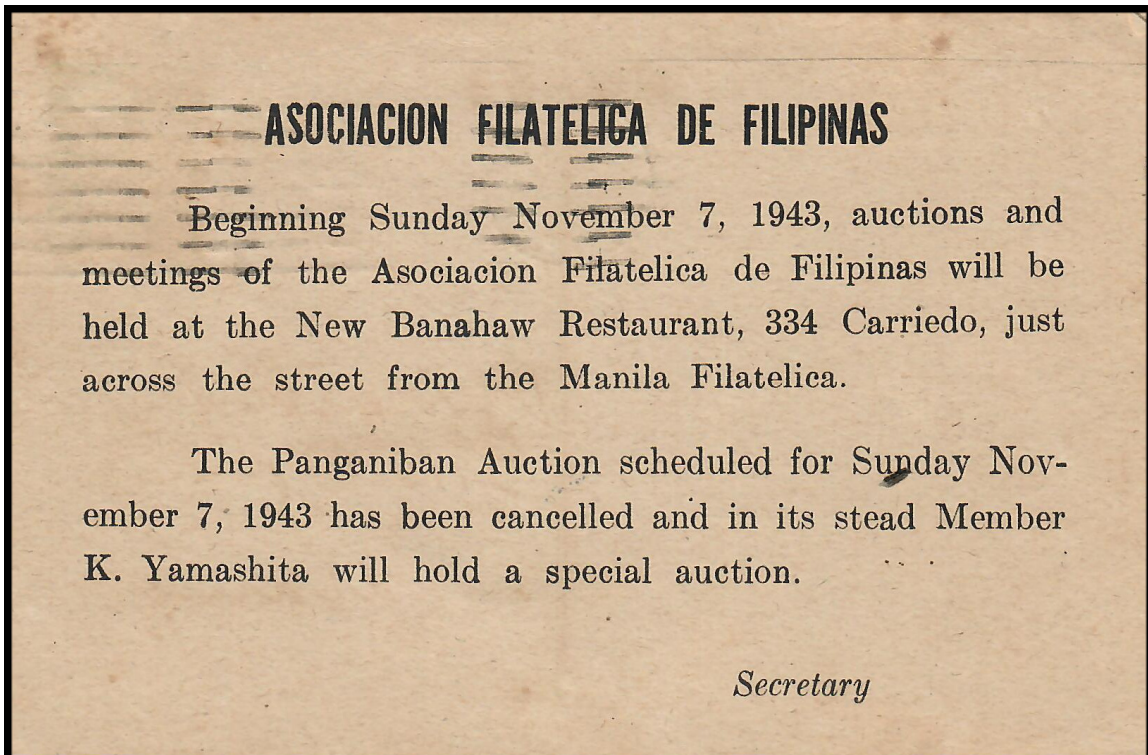 ASOCIACION FILATELICA DE FILIPINAS
Beginning Sunday November 7, 1943, auctions and
meetings of the Asociacion Filatelica de Filipinas will be
held at the New Banahaw Restaurant, 334 Carriedo, just
across the street from the Manila Filatelica.
The Panganiban Auction scheduled for Sunday Nov-
ember 7, 1943 has been cancelled and in its stead Member
K. Yamashita will hold a special auction.
Secretary